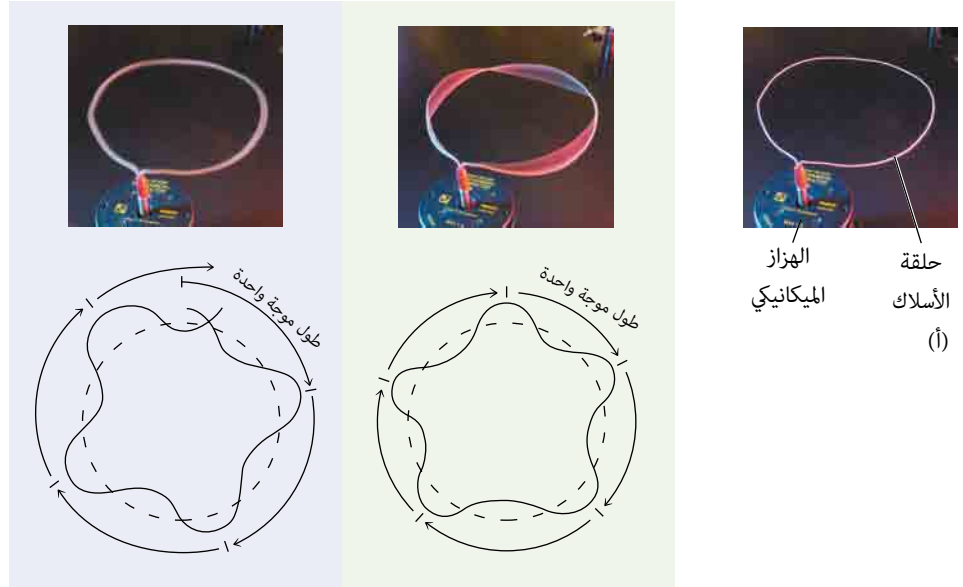 حلقة
الأسلاك
(أ)
الهزاز
الميكانيكي
طول موجة واحدة
طول موجة واحدة